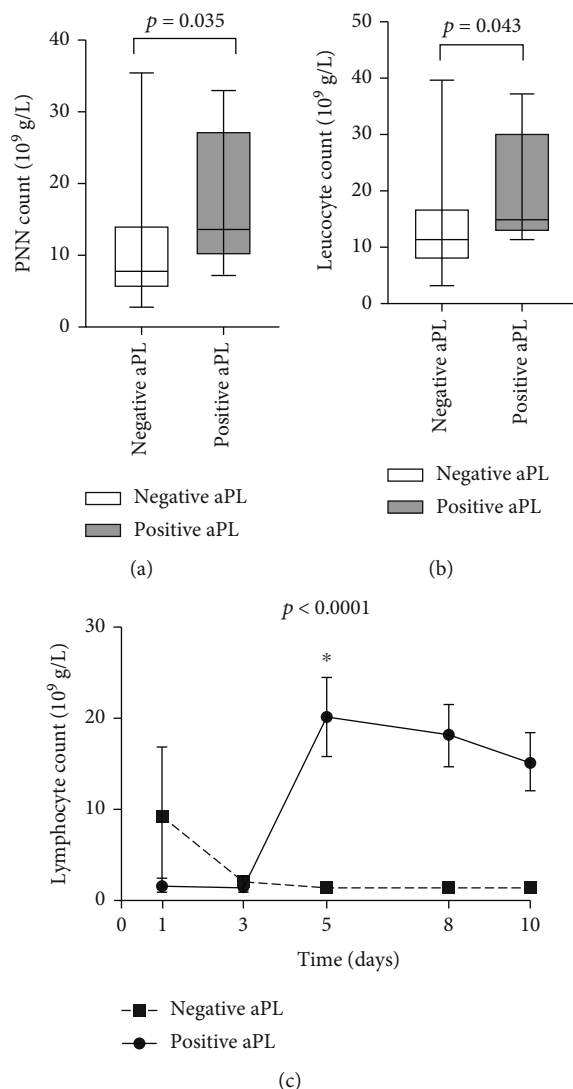 p = 0.035
40
30
20
10
0
PNN count (10⁹ g/L)
Negative aPL
Positive aPL
Negative aPL
Positive aPL
(a)
p = 0.043
50
40
30
20
10
0
Leucocyte count (10⁹ g/L)
Negative aPL
Positive aPL
Negative aPL
Positive aPL
(b)
p < 0.0001
30
20
10
0
Lymphocyte count (10⁹ g/L)
*
0 1 3 5 8 10
Time (days)
Negative aPL
Positive aPL
(c)